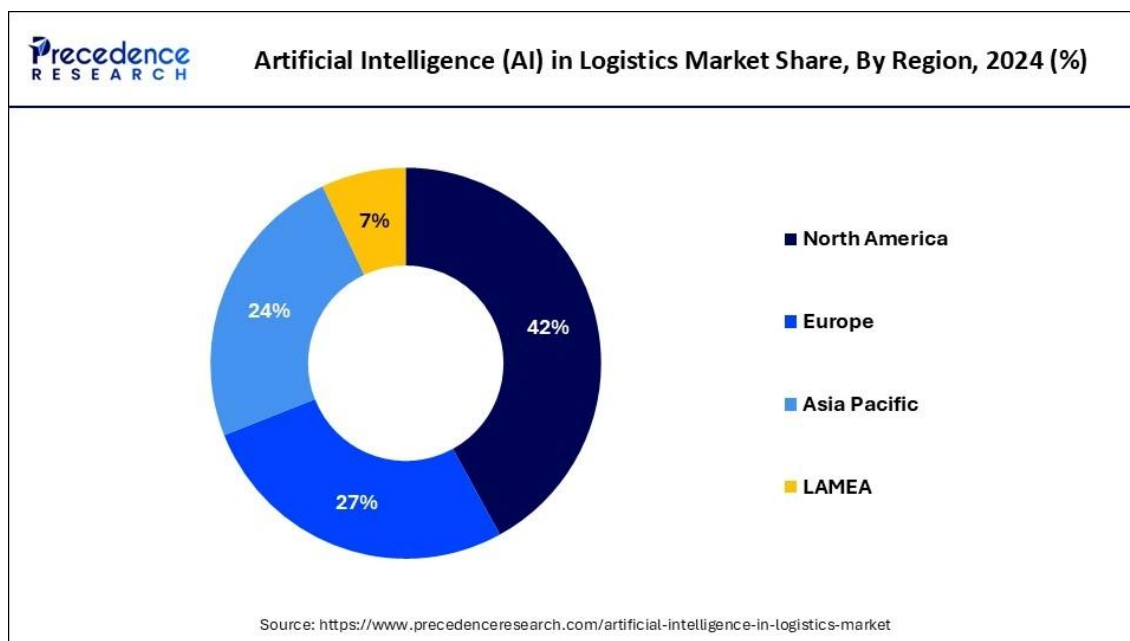 Precedence
RESEARCH
Artificial Intelligence (AI) in Logistics Market Share, By Region, 2024 (%)
7%
42%
24%
27%
North America
Europe
Asia Pacific
LAMEA
Source: https://www.precedenceresearch.com/artificial-intelligence-in-logistics-market